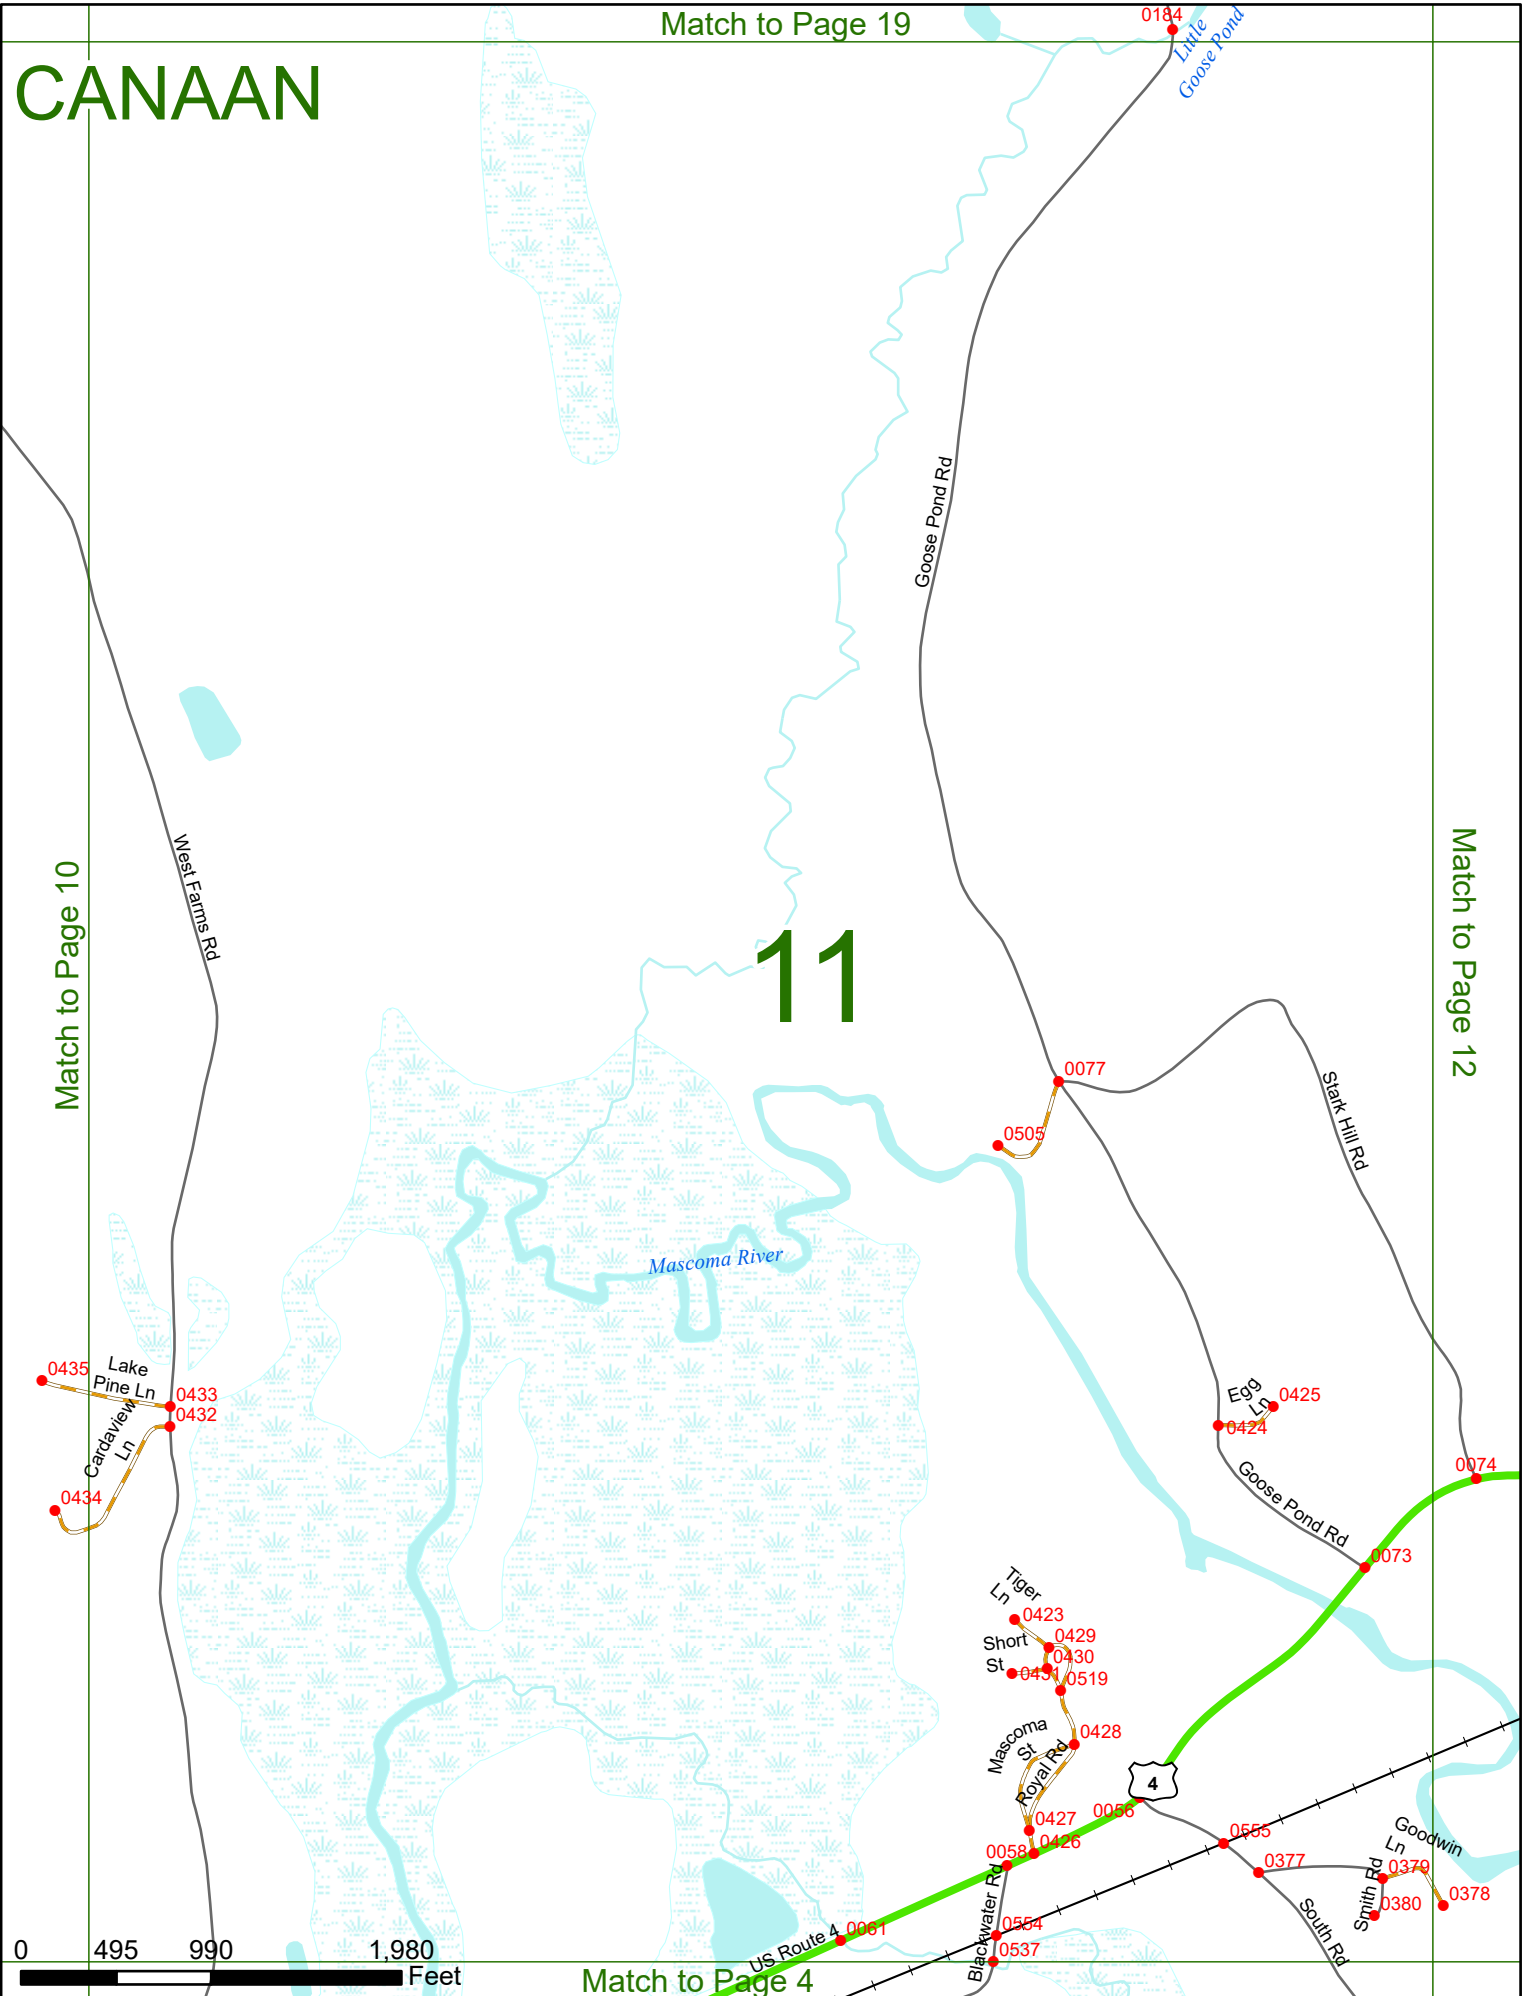 Match to Page 19
0184
Little
Goose Pond
CANAAN
Goose Pond Rd
West Farms Rd
Match to Page 10
Match to Page 12
11
0077
0505
Stark Hill Rd
Mascoma River
0435
Lake
Pine Ln
0433
0432
Cardaview
Ln
0434
Egg
Ln
0425
0424
0074
Goose Pond Rd
0073
Tiger
Ln
0423
Short
St
0429
0430
0431
0519
Mascoma
St
0428
Royal Rd
4
0056
0427
0426
0058
0555
0377
Goodwin
Ln
0379
0378
Smith Rd
0380
South Rd
Blackwater Rd
0061
US Route 4
0554
0537
0
495
990
1,980
Feet
Match to Page 4